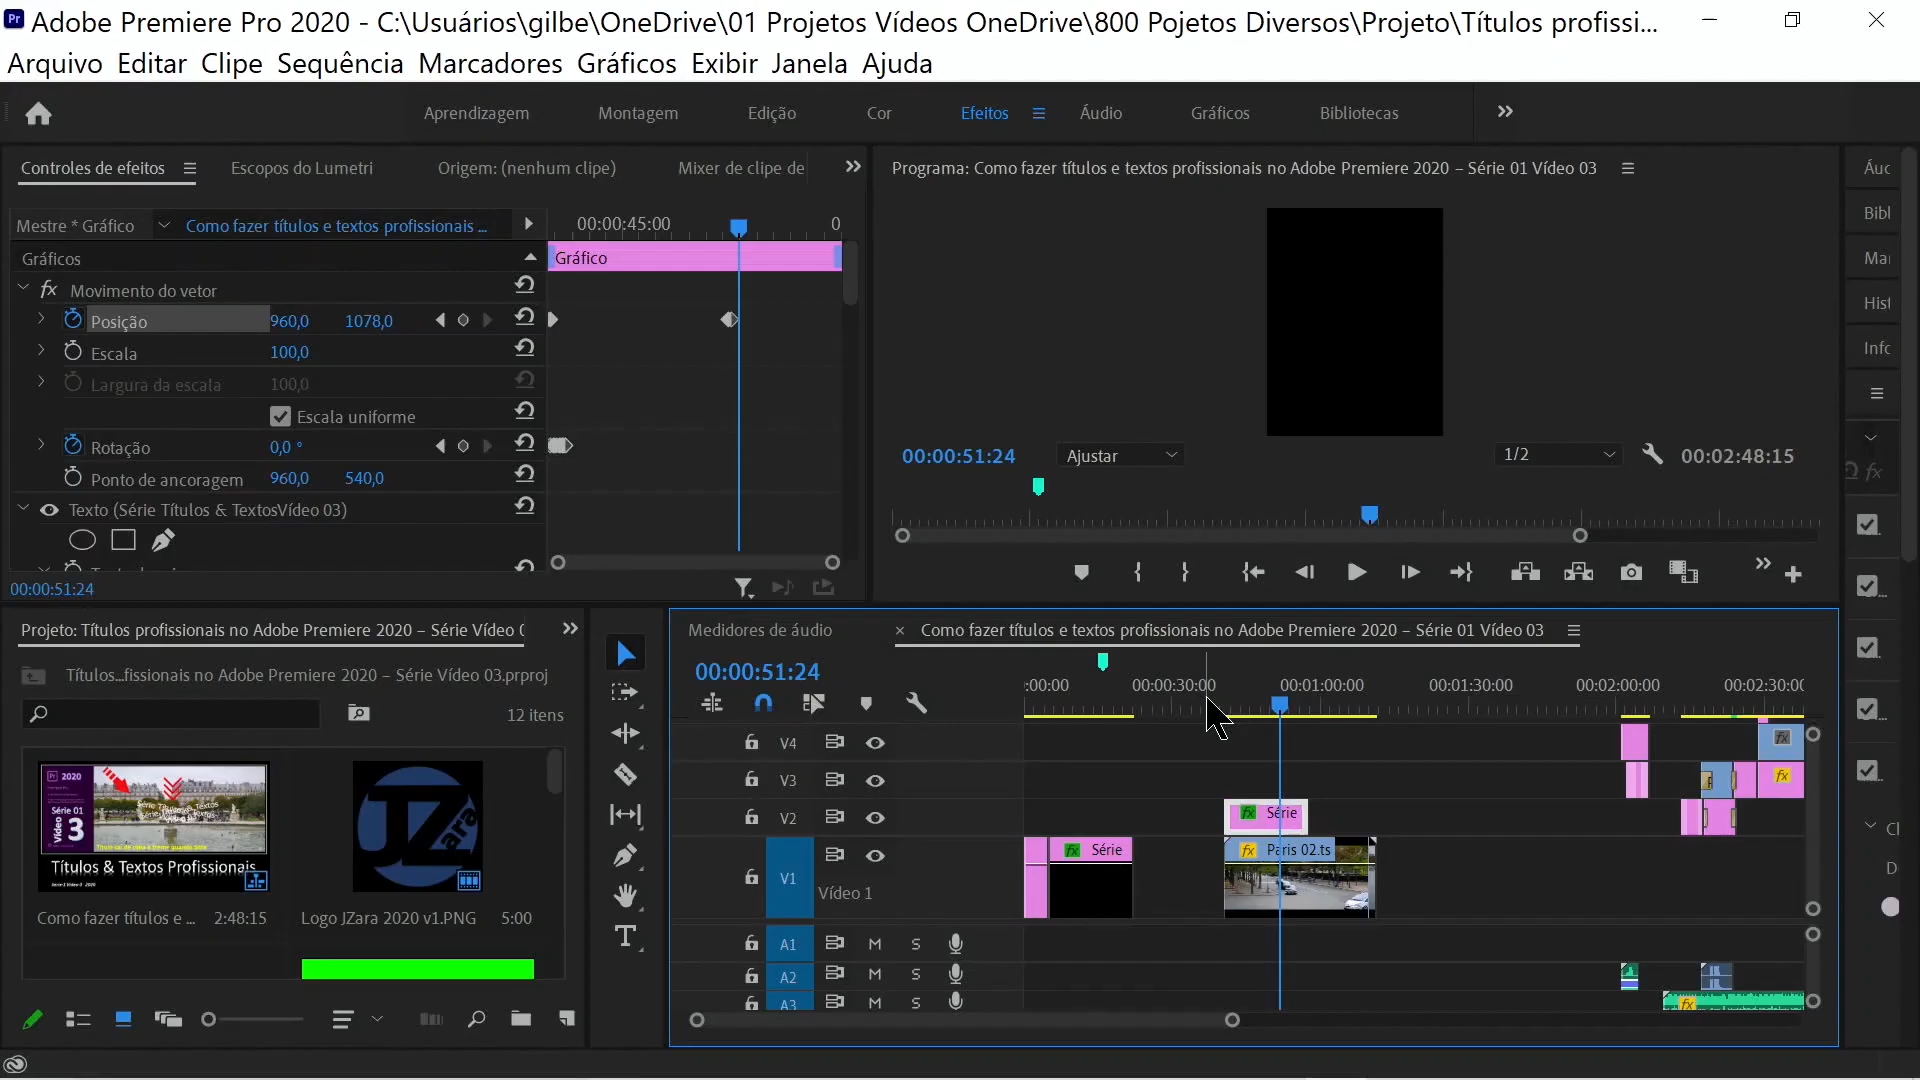 Adobe Premiere Pro 2020 - C:\Usuários\gilbe\OneDrive\01 Projetos Vídeos OneDrive\800 Pojetos Diversos\Projeto\Títulos profissi...
Arquivo Editar Clipe Sequência Marcadores Gráficos Exibir Janela Ajuda
Aprendizagem Montagem Edição Cor Efeitos Áudio Gráficos Bibliotecas
Controles de efeitos Escopos do Lumetri Origem: (nenhum clipe) Mixer de clipe de
Programa: Como fazer títulos e textos profissionais no Adobe Premiere 2020 – Série 01 Vídeo 03
Mestre * Gráfico Como fazer títulos e textos profissionais ... 00:00:45:00 0
Gráficos Gráfico
fx Movimento do vetor
Posição 960,0 1078,0
Escala 100,0
Largura da escala 100,0
Escala uniforme
Rotação 0,0 °
Ponto de ancoragem 960,0 540,0
Texto (Série Títulos & TextosVídeo 03)
00:00:51:24
00:00:51:24 Ajustar 1/2 00:02:48:15
Bibl
Hist
Infc
fx
Projeto: Títulos profissionais no Adobe Premiere 2020 – Série Vídeo 0
Títulos...fissionais no Adobe Premiere 2020 – Série Vídeo 03.prproj
12 itens
Pr 2020
Série 01
Vídeo 3
Títulos & Textos Profissionais
JZara
Como fazer títulos e ... 2:48:15
Logo JZara 2020 v1.PNG 5:00
Medidores de áudio
Como fazer títulos e textos profissionais no Adobe Premiere 2020 – Série 01 Vídeo 03
00:00:51:24
:00:00 00:00:30:00 00:01:00:00 00:01:30:00 00:02:00:00 00:02:30:00
V4 fx
V3 fx
V2 fx Série
V1 Vídeo 1 fx Série fx Paris 02.ts
A1 M S
A2 M S
A3 M S fx